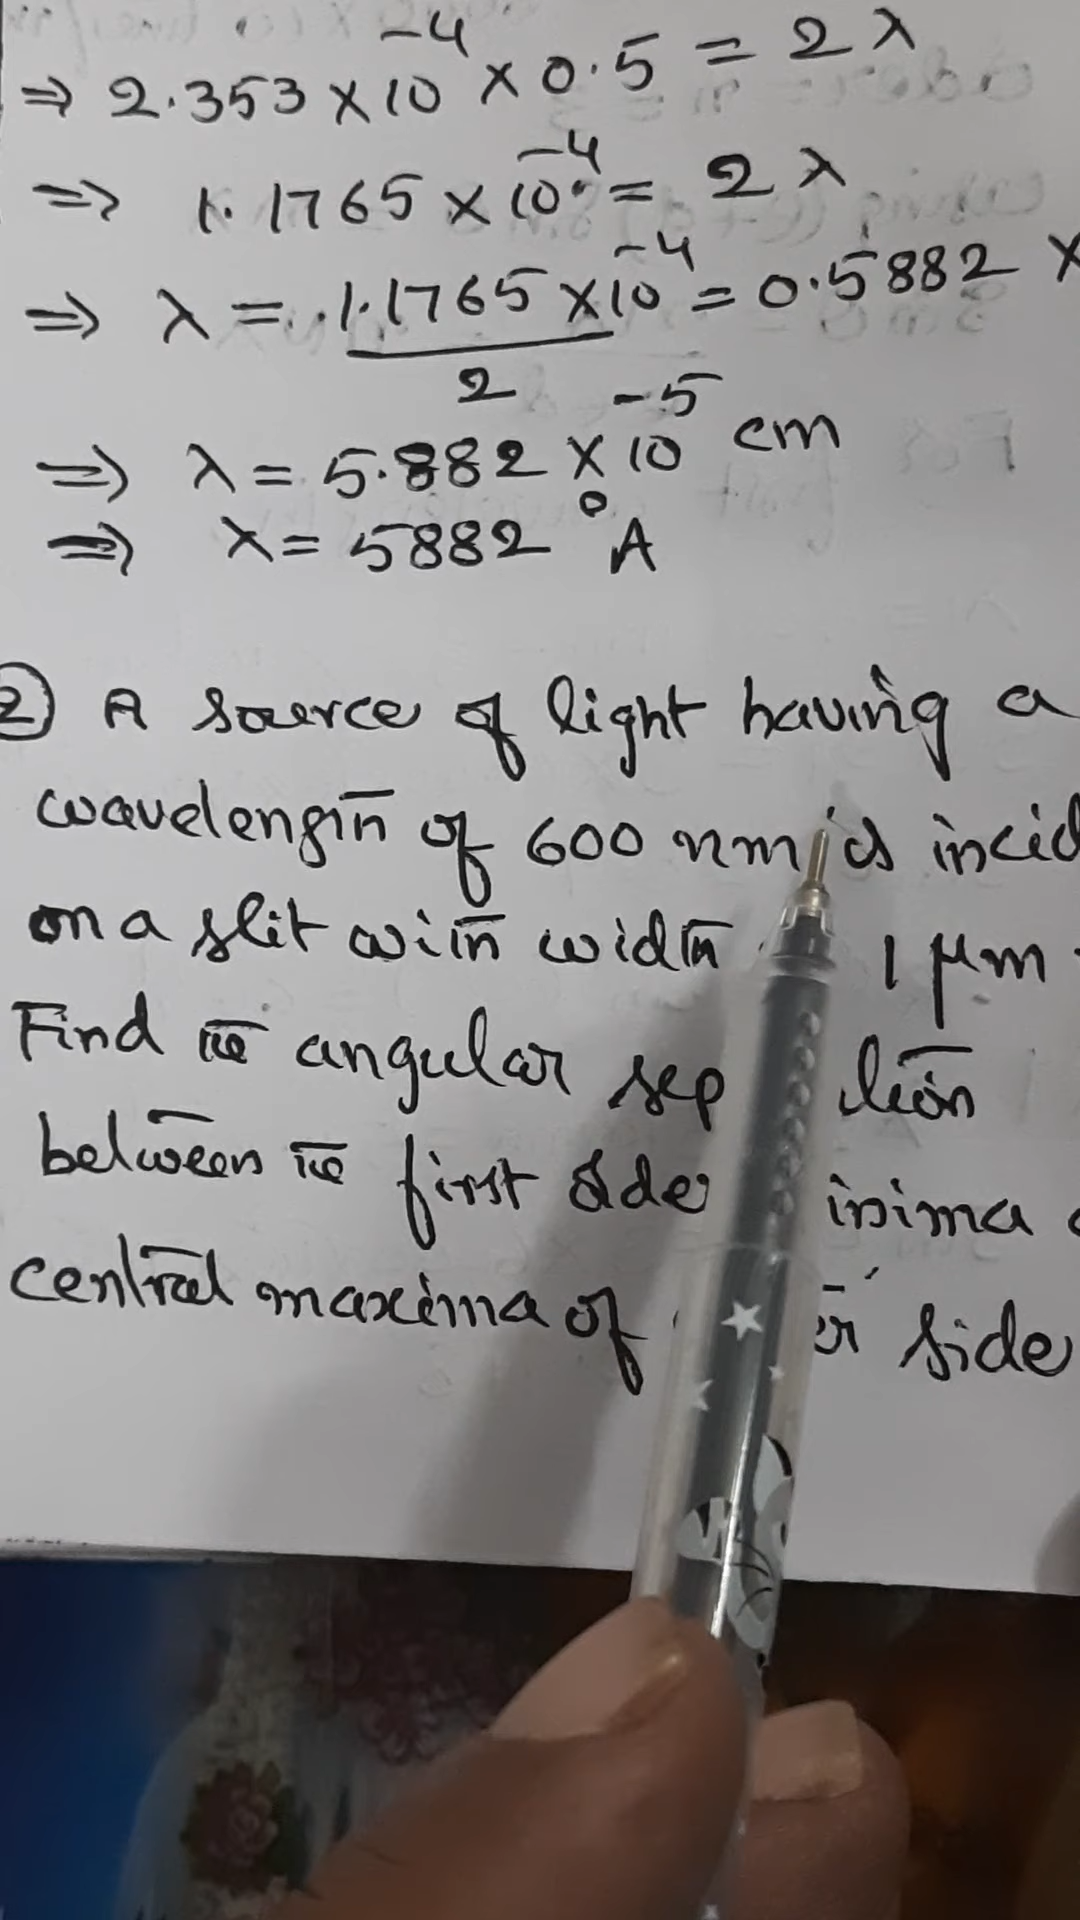 ⇒ 2.353 × 10⁻⁴ × 0.5 = 2λ
⇒ 1.1765 × 10⁻⁴ = 2λ
⇒ λ = 1.1765 × 10⁻⁴ / 2 = 0.5882 ×
⇒ λ = 5.882 × 10⁻⁵ cm
⇒ λ = 5882 °A
2) A source of light having a
wavelength of 600 nm is incid
on a slit with width 1 μm
Find the angular sep
between the first side inima
central maxima of side